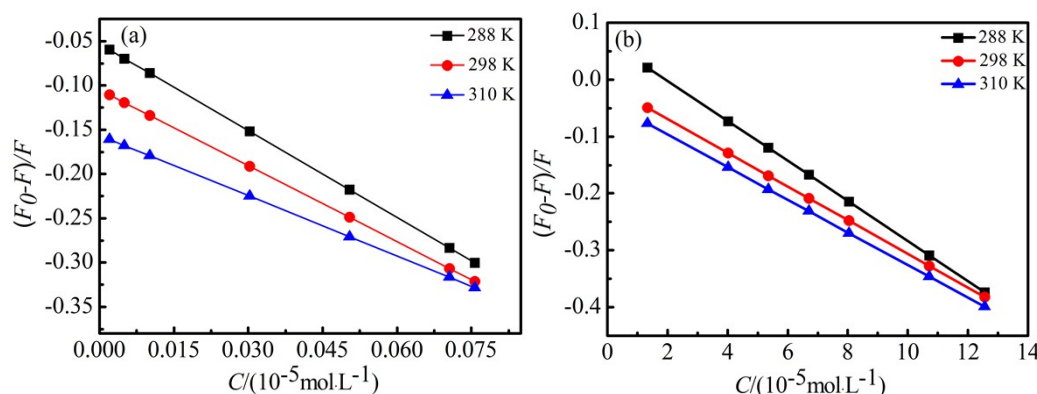 (a)
288 K
298 K
310 K
-0.05
-0.10
-0.15
-0.20
-0.25
-0.30
-0.35
(F0-F)/F
0.000 0.015 0.030 0.045 0.060 0.075
C/(10-5mol.L-1)
(b)
288 K
298 K
310 K
0.1
0.0
-0.1
-0.2
-0.3
-0.4
(F0-F)/F
0 2 4 6 8 10 12 14
C/(10-5mol.L-1)